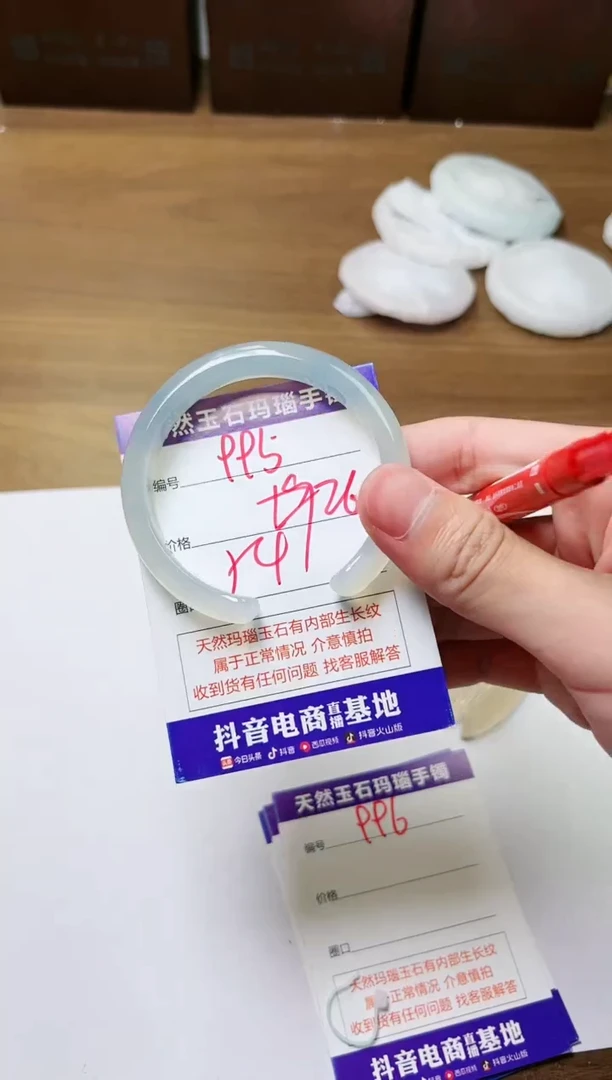 然玉石玛瑙手镯
编号 PP5
价格
圈
天然玛瑙玉石有内部生长纹
属于正常情况 介意慎拍
收到货有任何问题 找客服解答
抖音电商直播基地
今日头条 抖音 西瓜视频 抖音火山版
天然玉石玛瑙手镯
编号 PP6
价格
圈口
天然玛瑙玉石有内部生长纹
属于正常情况 介意慎拍
收到货有任何问题 找客服解答
抖音电商直播基地